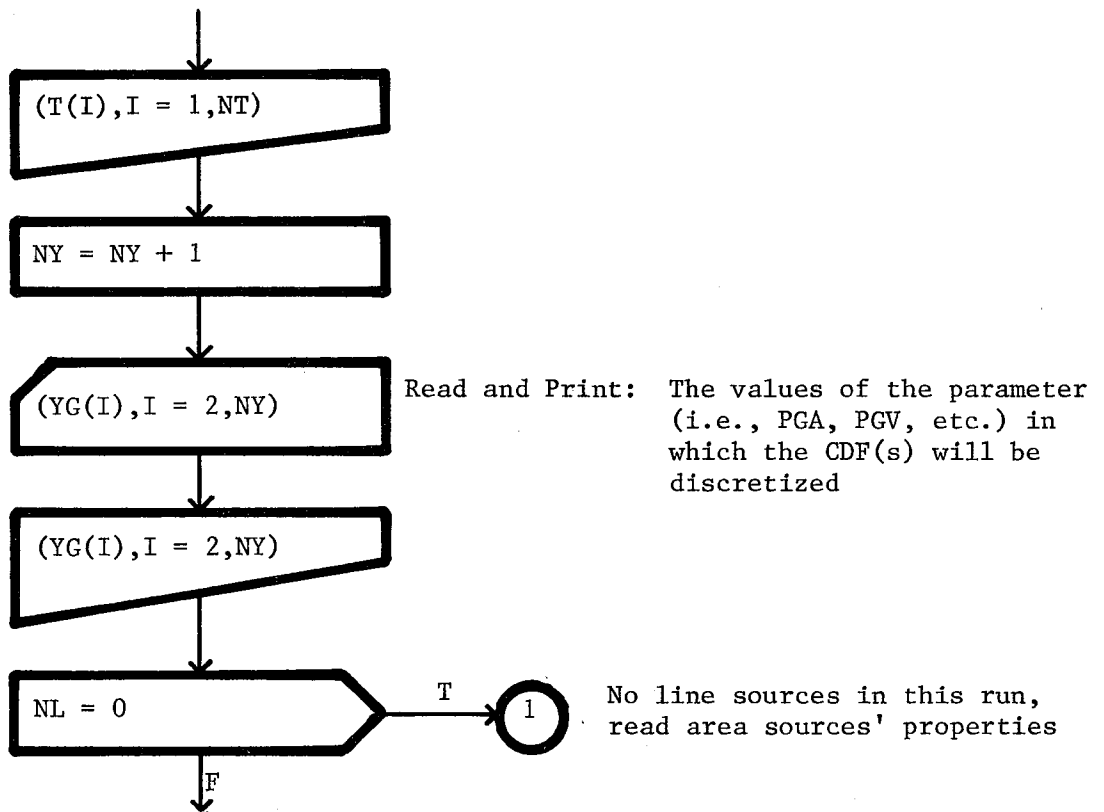 (T(I),I = 1,NT)
NY = NY + 1
(YG(I),I = 2,NY)
Read and Print: The values of the parameter
(i.e., PGA, PGV, etc.) in
which the CDF(s) will be
discretized
(YG(I),I = 2,NY)
NL = 0
T
1
No line sources in this run,
read area sources' properties
F